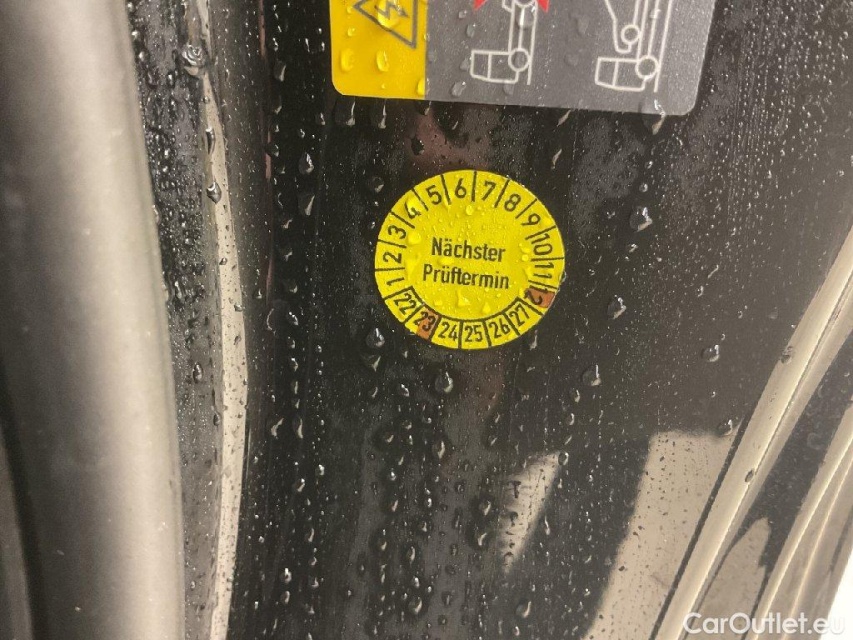 1 2 3 4 5 6 7 8 9 10 11 12
Nächster
Prüftermin
22 23 24 25 26 27
CarOutlet.eu